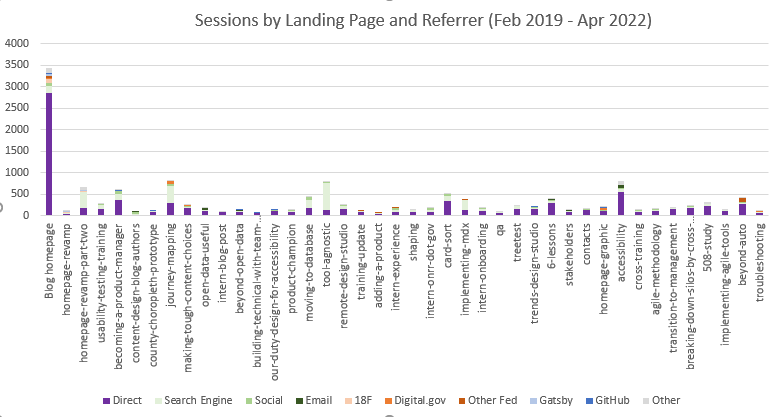 Sessions by Landing Page and Referrer (Feb 2019 - Apr 2022)
4000
3500
3000
2500
2000
1500
1000
500
0
Blog homepage
homepage-revamp
homepage-revamp-part-two
usability-testing-training
becoming-a-product-manager
content-design-blog-authors
county-choropleth-prototype
journey-mapping
making-tough-content-choices
open-data-useful
intern-blog-post
beyond-open-data
building-technical-with-team-...
our-duty-design-for-accessibility
product-champion
moving-to-database
tool-agnostic
remote-design-studio
training-update
adding-a-product
intern-experience
shaping
intern-onrr-dot-gov
card-sort
implementing-mdx
intern-onboarding
qa
treetest
trends-design-studio
6-lessons
stakeholders
contacts
homepage-graphic
accessibility
cross-training
agile-methodology
transition-to-management
breaking-down-silos-by-cross-...
508-study
implementing-agile-tools
beyond-auto
troubleshooting
Direct Search Engine Social Email 18F Digital.gov Other Fed Gatsby GitHub Other